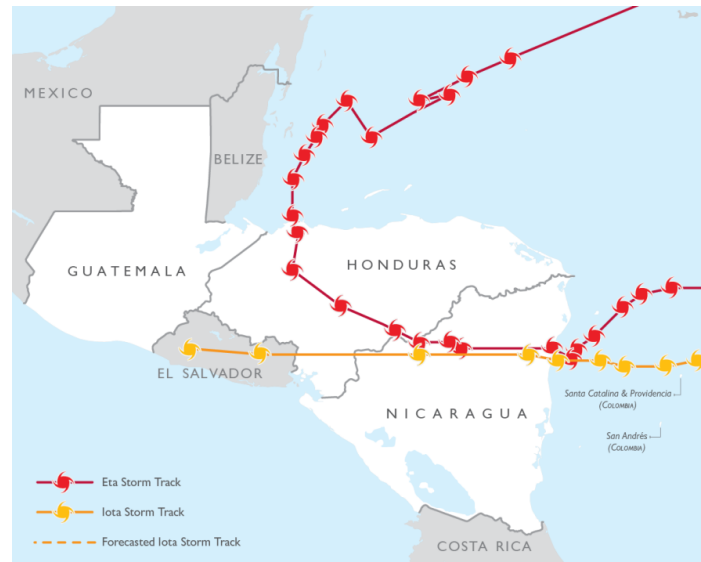 MEXICO
BELIZE
GUATEMALA
HONDURAS
EL SALVADOR
NICARAGUA
Santa Catalina & Providencia
(COLOMBIA)
San Andrés
(COLOMBIA)
COSTA RICA
Eta Storm Track
Iota Storm Track
Forecasted Iota Storm Track